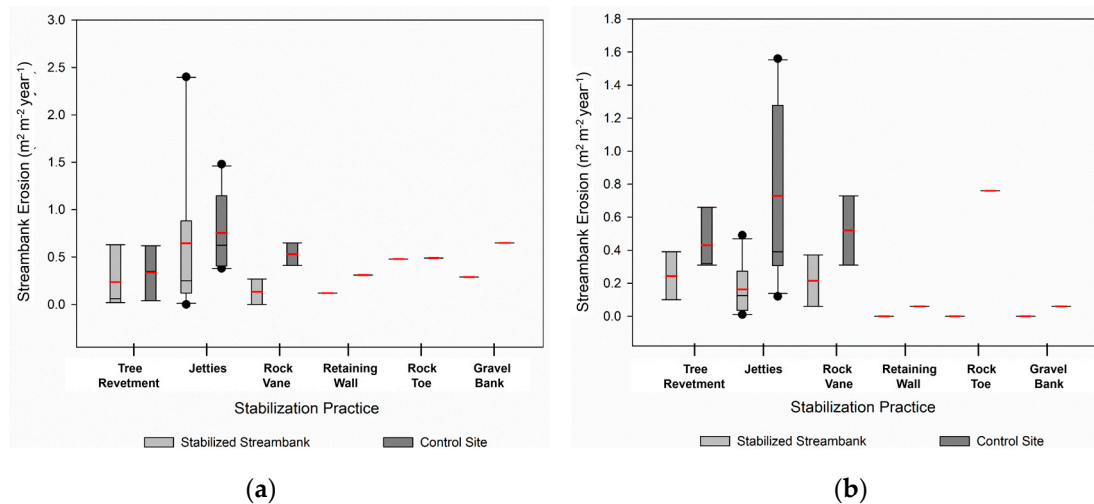 3.0
2.5
2.0
1.5
1.0
0.5
0.0
Streambank Erosion (m² m⁻² year⁻¹)
Tree Revetment
Jetties
Rock Vane
Retaining Wall
Rock Toe
Gravel Bank
Stabilization Practice
Stabilized Streambank
Control Site
(a)
1.8
1.6
1.4
1.2
1.0
0.8
0.6
0.4
0.2
0.0
Streambank Erosion (m² m⁻² year⁻¹)
Tree Revetment
Jetties
Rock Vane
Retaining Wall
Rock Toe
Gravel Bank
Stabilization Practice
Stabilized Streambank
Control Site
(b)